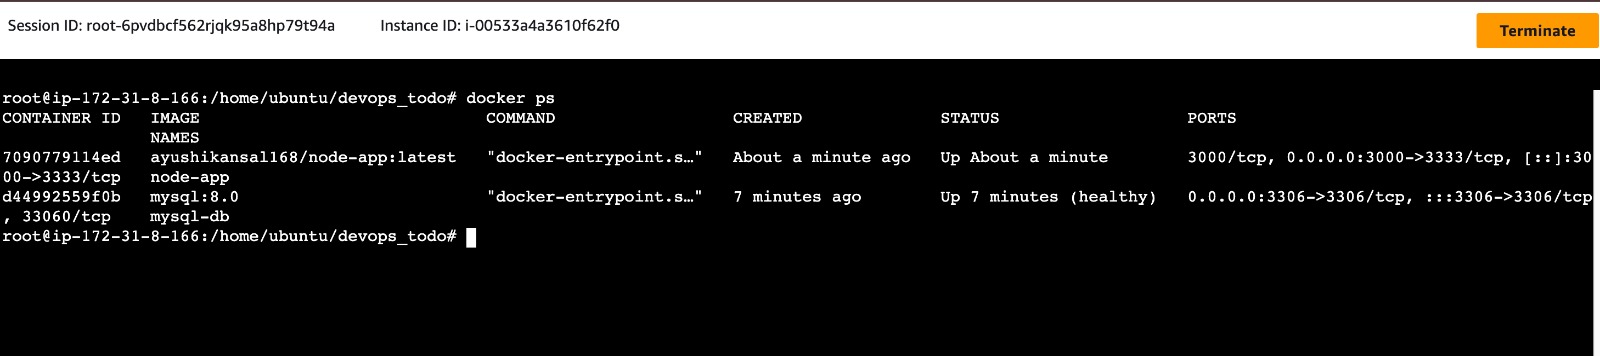 Session ID: root-6pvdbcf562rjqk95a8hp79t94a Instance ID: i-00533a4a3610f62f0 Terminate
root@ip-172-31-8-166:/home/ubuntu/devops_todo# docker ps
CONTAINER ID IMAGE COMMAND CREATED STATUS PORTS
NAMES
7090779114ed ayushikansal168/node-app:latest "docker-entrypoint.s…" About a minute ago Up About a minute 3000/tcp, 0.0.0.0:3000->3333/tcp, [::]:30
00->3333/tcp node-app
d44992559f0b mysql:8.0 "docker-entrypoint.s…" 7 minutes ago Up 7 minutes (healthy) 0.0.0.0:3306->3306/tcp, :::3306->3306/tcp
, 33060/tcp mysql-db
root@ip-172-31-8-166:/home/ubuntu/devops_todo#